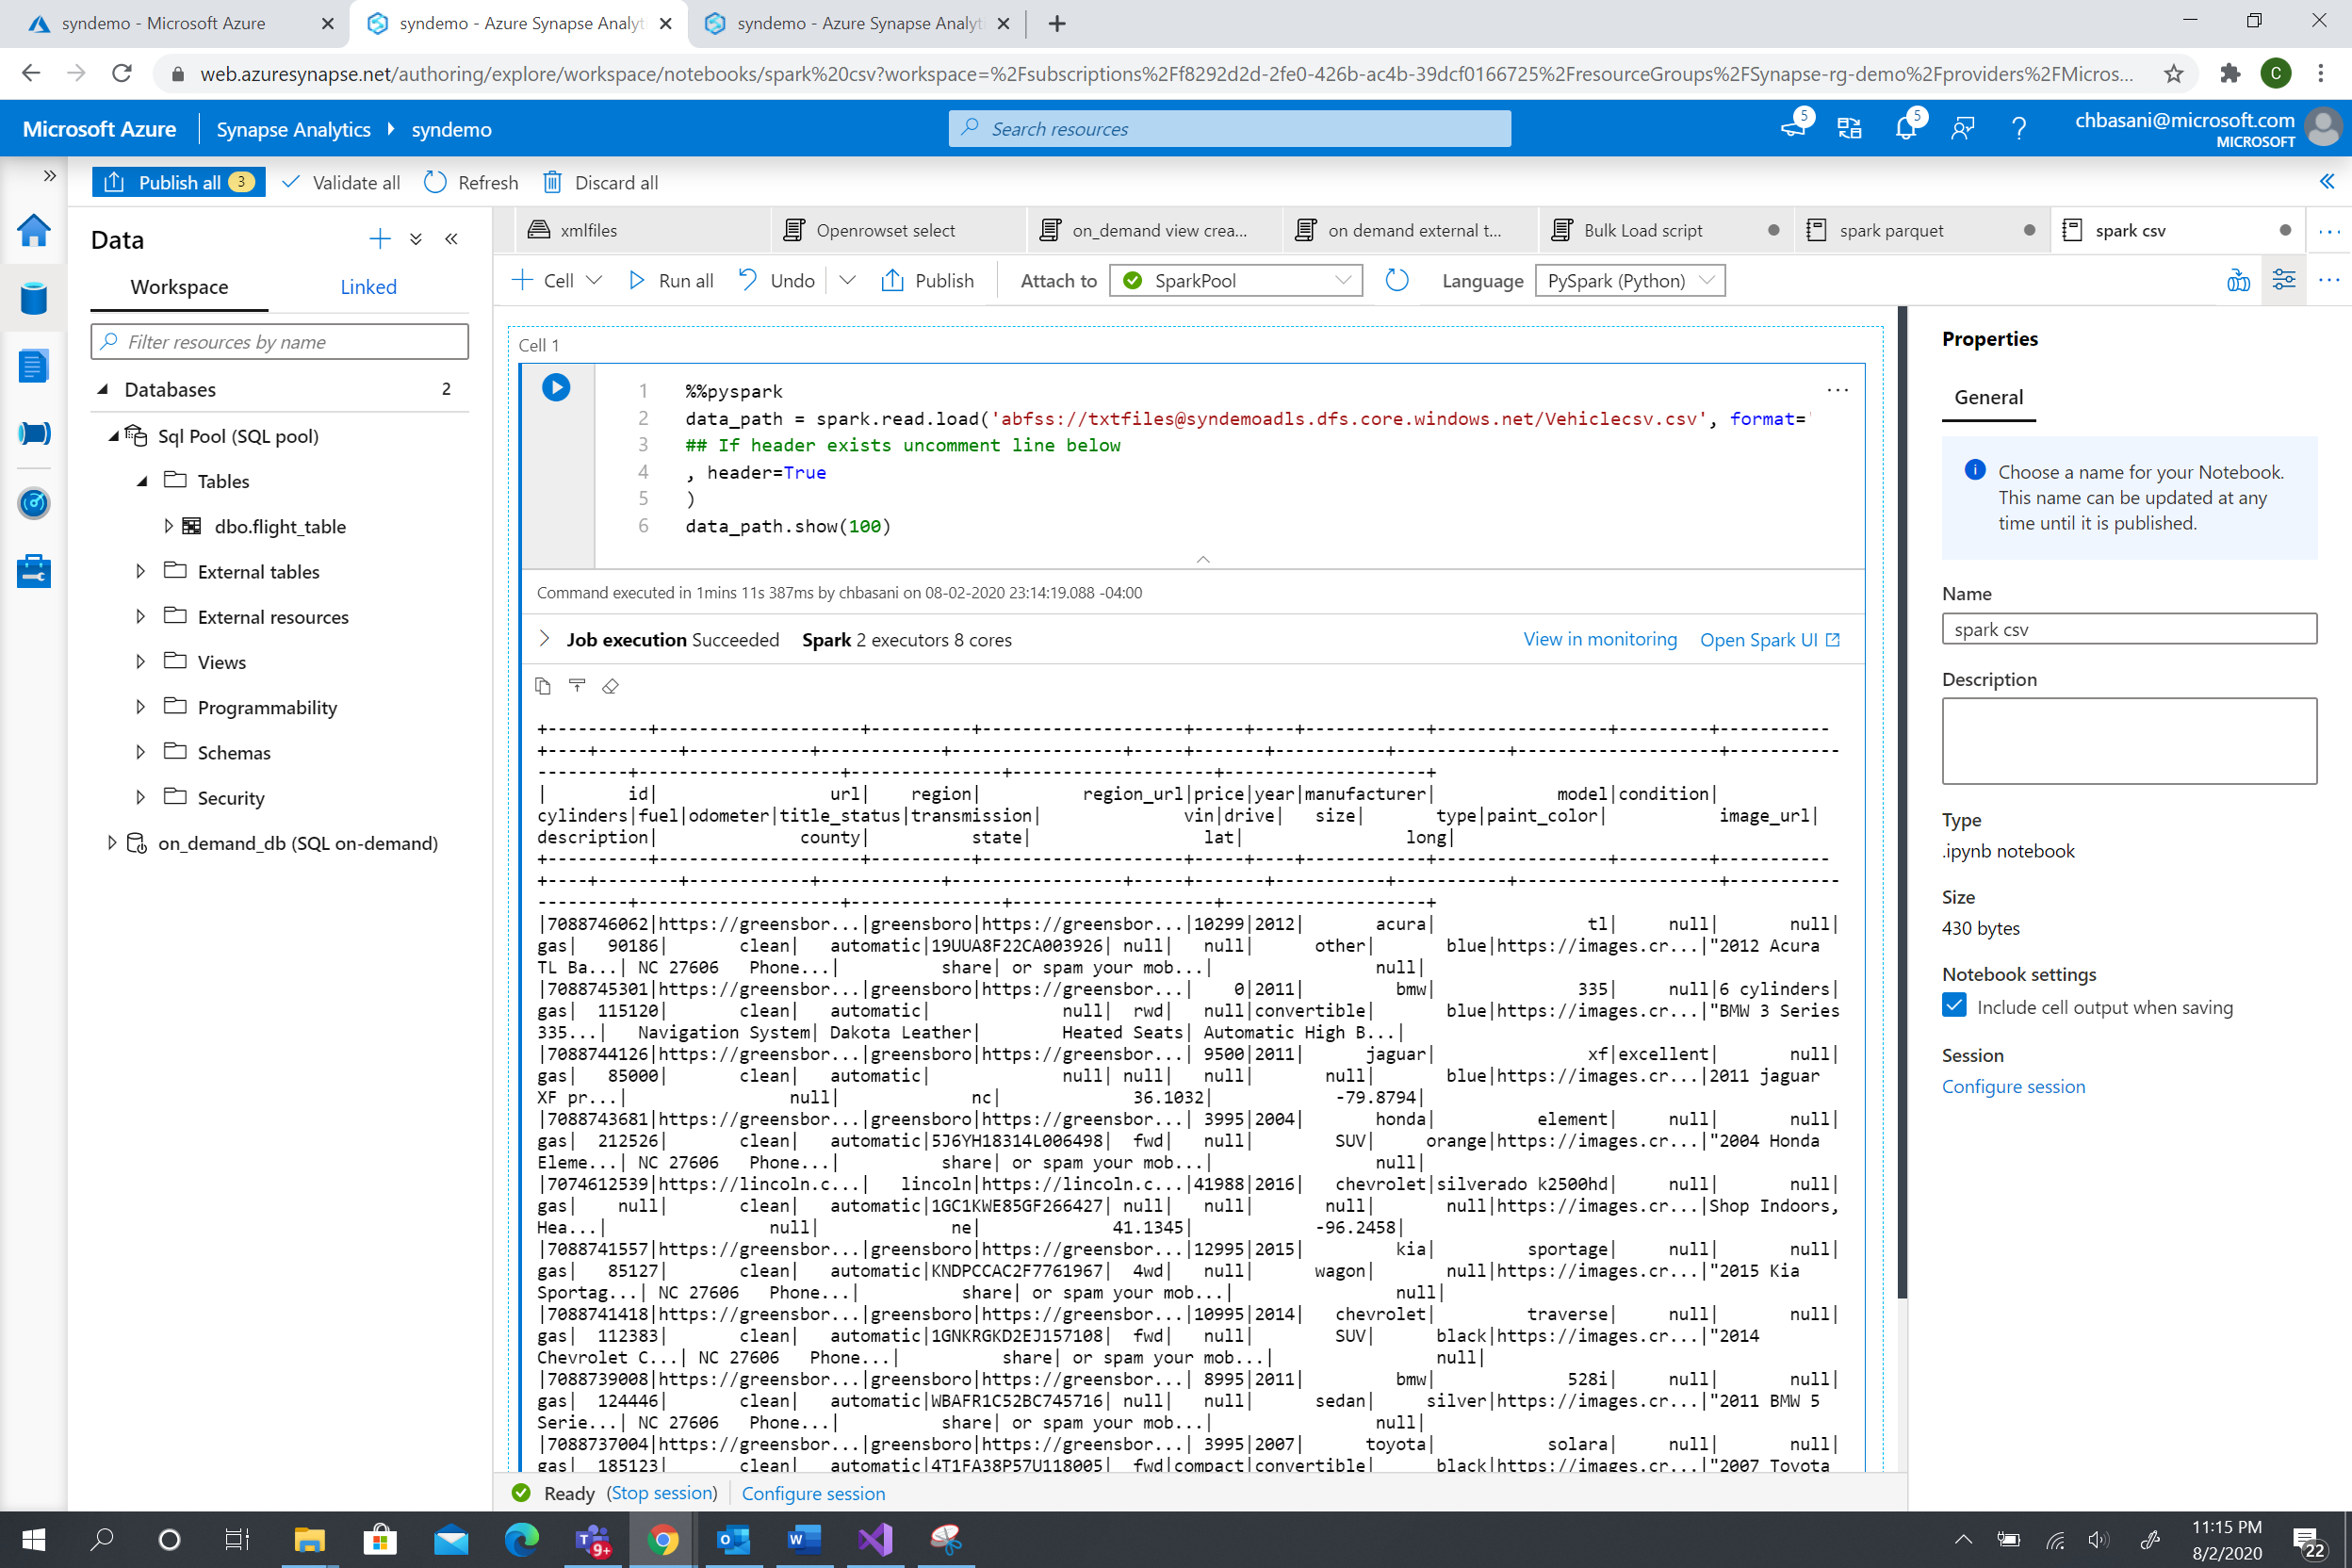 syndemo - Microsoft Azure
syndemo - Azure Synapse Analyti
syndemo - Azure Synapse Analyti
web.azuresynapse.net/authoring/explore/workspace/notebooks/spark%20csv?workspace=%2Fsubscriptions%2Ff8292d2d-2fe0-426b-ac4b-39dcf0166725%2FresourceGroups%2FSynapse-rg-demo%2Fproviders%2FMicros...
C
Microsoft Azure Synapse Analytics syndemo
Search resources
5
5
chbasani@microsoft.com
MICROSOFT
Publish all 3 Validate all Refresh Discard all
Data
Workspace Linked
Filter resources by name
Databases 2
Sql Pool (SQL pool)
Tables
dbo.flight_table
External tables
External resources
Views
Programmability
Schemas
Security
on_demand_db (SQL on-demand)
xmlfiles
Openrowset select
on_demand view crea...
on demand external t...
Bulk Load script
spark parquet
spark csv
Cell Run all Undo Publish Attach to SparkPool Language PySpark (Python)
Cell 1
1 %%pyspark
2 data_path = spark.read.load('abfss://txtfiles@syndemoadls.dfs.core.windows.net/Vehiclecsv.csv', format='
3 ## If header exists uncomment line below
4 , header=True
5 )
6 data_path.show(100)
Command executed in 1mins 11s 387ms by chbasani on 08-02-2020 23:14:19.088 -04:00
Job execution Succeeded Spark 2 executors 8 cores View in monitoring Open Spark UI
+----------+--------------------+----------+--------------------+-----+----+------------+--------------------+---------+-----------
+----+--------+------------+------------+-----------------+-----+-------+-----------+-----------+--------------------+-----------
---------+--------------------+---------------+--------------------+--------------------+
| id| url| region| region_url|price|year|manufacturer| model|condition|
cylinders|fuel|odometer|title_status|transmission| vin|drive| size| type|paint_color| image_url|
description| county| state| lat| long|
+----------+--------------------+----------+--------------------+-----+----+------------+--------------------+---------+-----------
+----+--------+------------+------------+-----------------+-----+-------+-----------+-----------+--------------------+-----------
---------+--------------------+---------------+--------------------+--------------------+
|7088746062|https://greensbor...|greensboro|https://greensbor...|10299|2012| acura| tl| null| null|
gas| 90186| clean| automatic|19UUA8F22CA003926| null| null| other| blue|https://images.cr...|"2012 Acura
TL Ba...| NC 27606 Phone...| share| or spam your mob...| null|
|7088745301|https://greensbor...|greensboro|https://greensbor...| 0|2011| bmw| 335| null|6 cylinders|
gas| 115120| clean| automatic| null| rwd| null|convertible| blue|https://images.cr...|"BMW 3 Series
335...| Navigation System| Dakota Leather| Heated Seats| Automatic High B...|
|7088744126|https://greensbor...|greensboro|https://greensbor...| 9500|2011| jaguar| xf|excellent| null|
gas| 85000| clean| automatic| null| null| null| null| blue|https://images.cr...|2011 jaguar
XF pr...| null| nc| 36.1032| -79.8794|
|7088743681|https://greensbor...|greensboro|https://greensbor...| 3995|2004| honda| element| null| null|
gas| 212526| clean| automatic|5J6YH18314L006498| fwd| null| SUV| orange|https://images.cr...|"2004 Honda
Eleme...| NC 27606 Phone...| share| or spam your mob...| null|
|7074612539|https://lincoln.c...| lincoln|https://lincoln.c...|41988|2016| chevrolet|silverado k2500hd| null| null|
gas| null| clean| automatic|1GC1KWE85GF266427| null| null| null| null|https://images.cr...|Shop Indoors,
Hea...| null| ne| 41.1345| -96.2458|
|7088741557|https://greensbor...|greensboro|https://greensbor...|12995|2015| kia| sportage| null| null|
gas| 85127| clean| automatic|KNDPCCAC2F7761967| 4wd| null| wagon| null|https://images.cr...|"2015 Kia
Sportag...| NC 27606 Phone...| share| or spam your mob...| null|
|7088741418|https://greensbor...|greensboro|https://greensbor...|10995|2014| chevrolet| traverse| null| null|
gas| 112383| clean| automatic|1GNKRGKD2EJ157108| fwd| null| SUV| black|https://images.cr...|"2014
Chevrolet C...| NC 27606 Phone...| share| or spam your mob...| null|
|7088739008|https://greensbor...|greensboro|https://greensbor...| 8995|2011| bmw| 528i| null| null|
gas| 124446| clean| automatic|WBAFR1C52BC745716| null| null| sedan| silver|https://images.cr...|"2011 BMW 5
Serie...| NC 27606 Phone...| share| or spam your mob...| null|
|7088737004|https://greensbor...|greensboro|https://greensbor...| 3995|2007| toyota| solara| null| null|
gas| 185123| clean| automatic|4T1FA38P57U118005| fwd|compact|convertible| black|https://images.cr...|"2007 Toyota
Ready (Stop session) Configure session
Properties
General
Choose a name for your Notebook.
This name can be updated at any
time until it is published.
Name
spark csv
Description
Type
.ipynb notebook
Size
430 bytes
Notebook settings
Include cell output when saving
Session
Configure session
9+
11:15 PM
8/2/2020
22